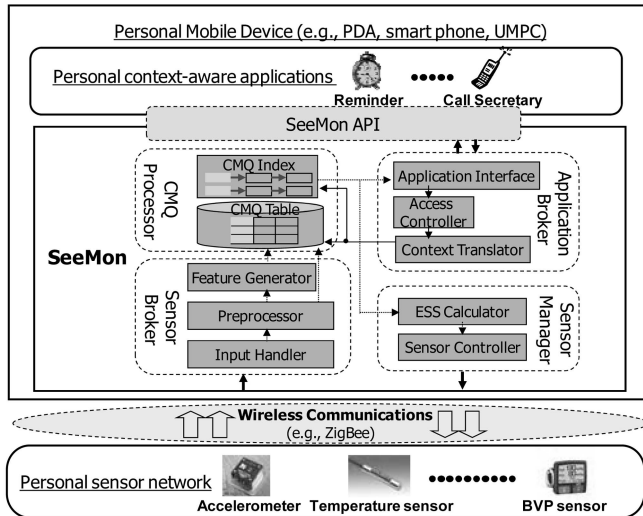 Personal Mobile Device (e.g., PDA, smart phone, UMPC)
Personal context-aware applications
Reminder
Call Secretary
SeeMon API
SeeMon
CMQ
Processor
CMQ Index
CMQ Table
Application
Broker
Application Interface
Access
Controller
Context Translator
Sensor
Broker
Feature Generator
Preprocessor
Input Handler
Sensor
Manager
ESS Calculator
Sensor Controller
Wireless Communications
(e.g., ZigBee)
Personal sensor network
Accelerometer
Temperature sensor
BVP sensor